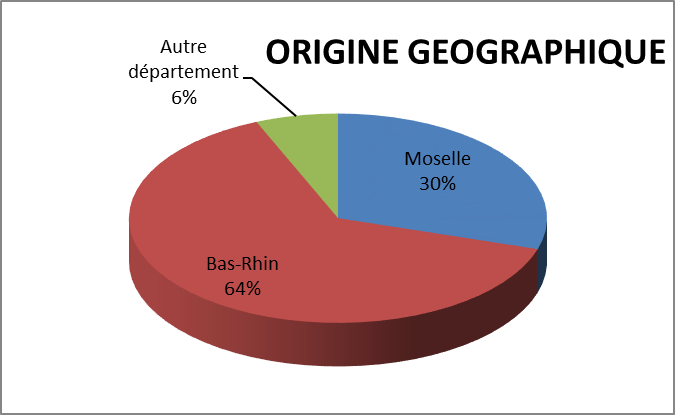 ORIGINE GEOGRAPHIQUE
Autre
département
6%
Moselle
30%
Bas-Rhin
64%